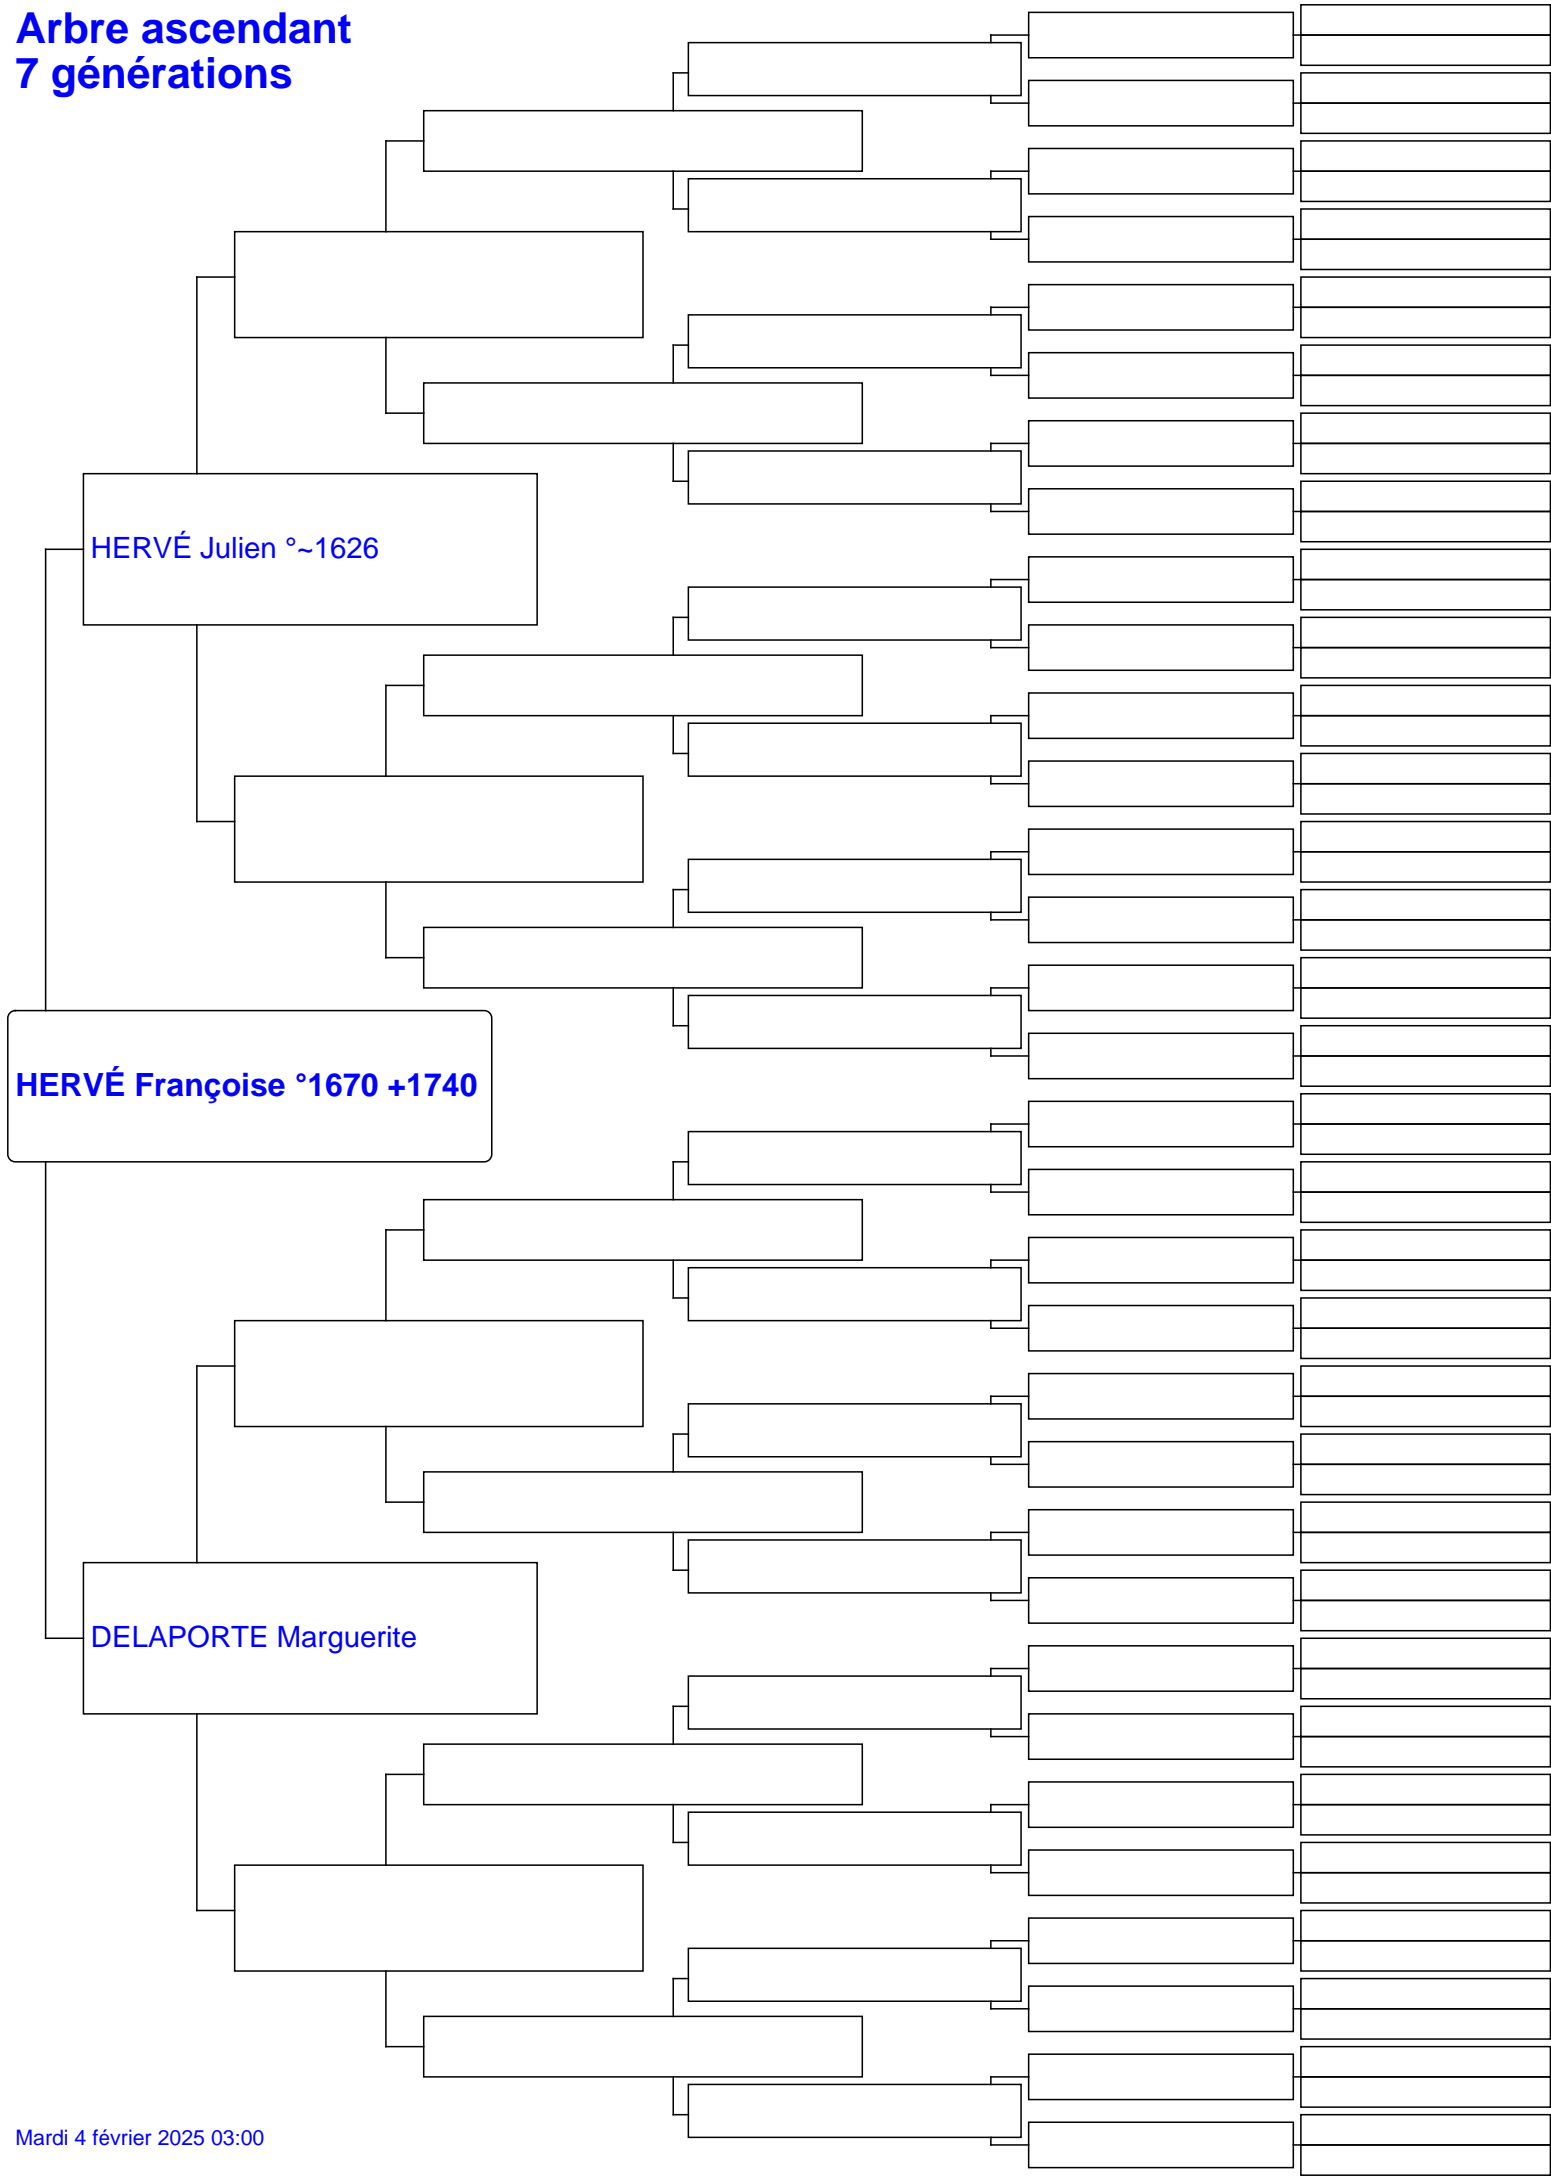 Arbre ascendant
7 générations
HERVÉ Julien °~1626
HERVÉ Françoise °1670 +1740
DELAPORTE Marguerite
Mardi 4 février 2025 03:00